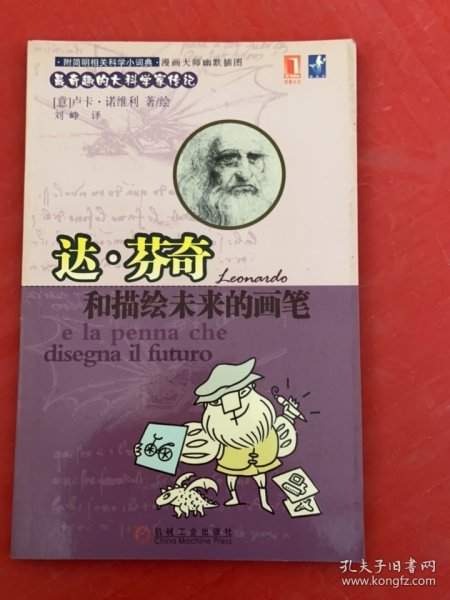 ·附简明相关科学小词典·漫画大师幽默插图
最奇趣的大科学家传记
[意]卢卡·诺维利 著/绘
刘峰 译
达·芬奇
Leonardo
和描绘未来的画笔
e la penna che
disegna il futuro
机械工业出版社
China Machine Press
孔夫子旧书网
www.kongfz.com